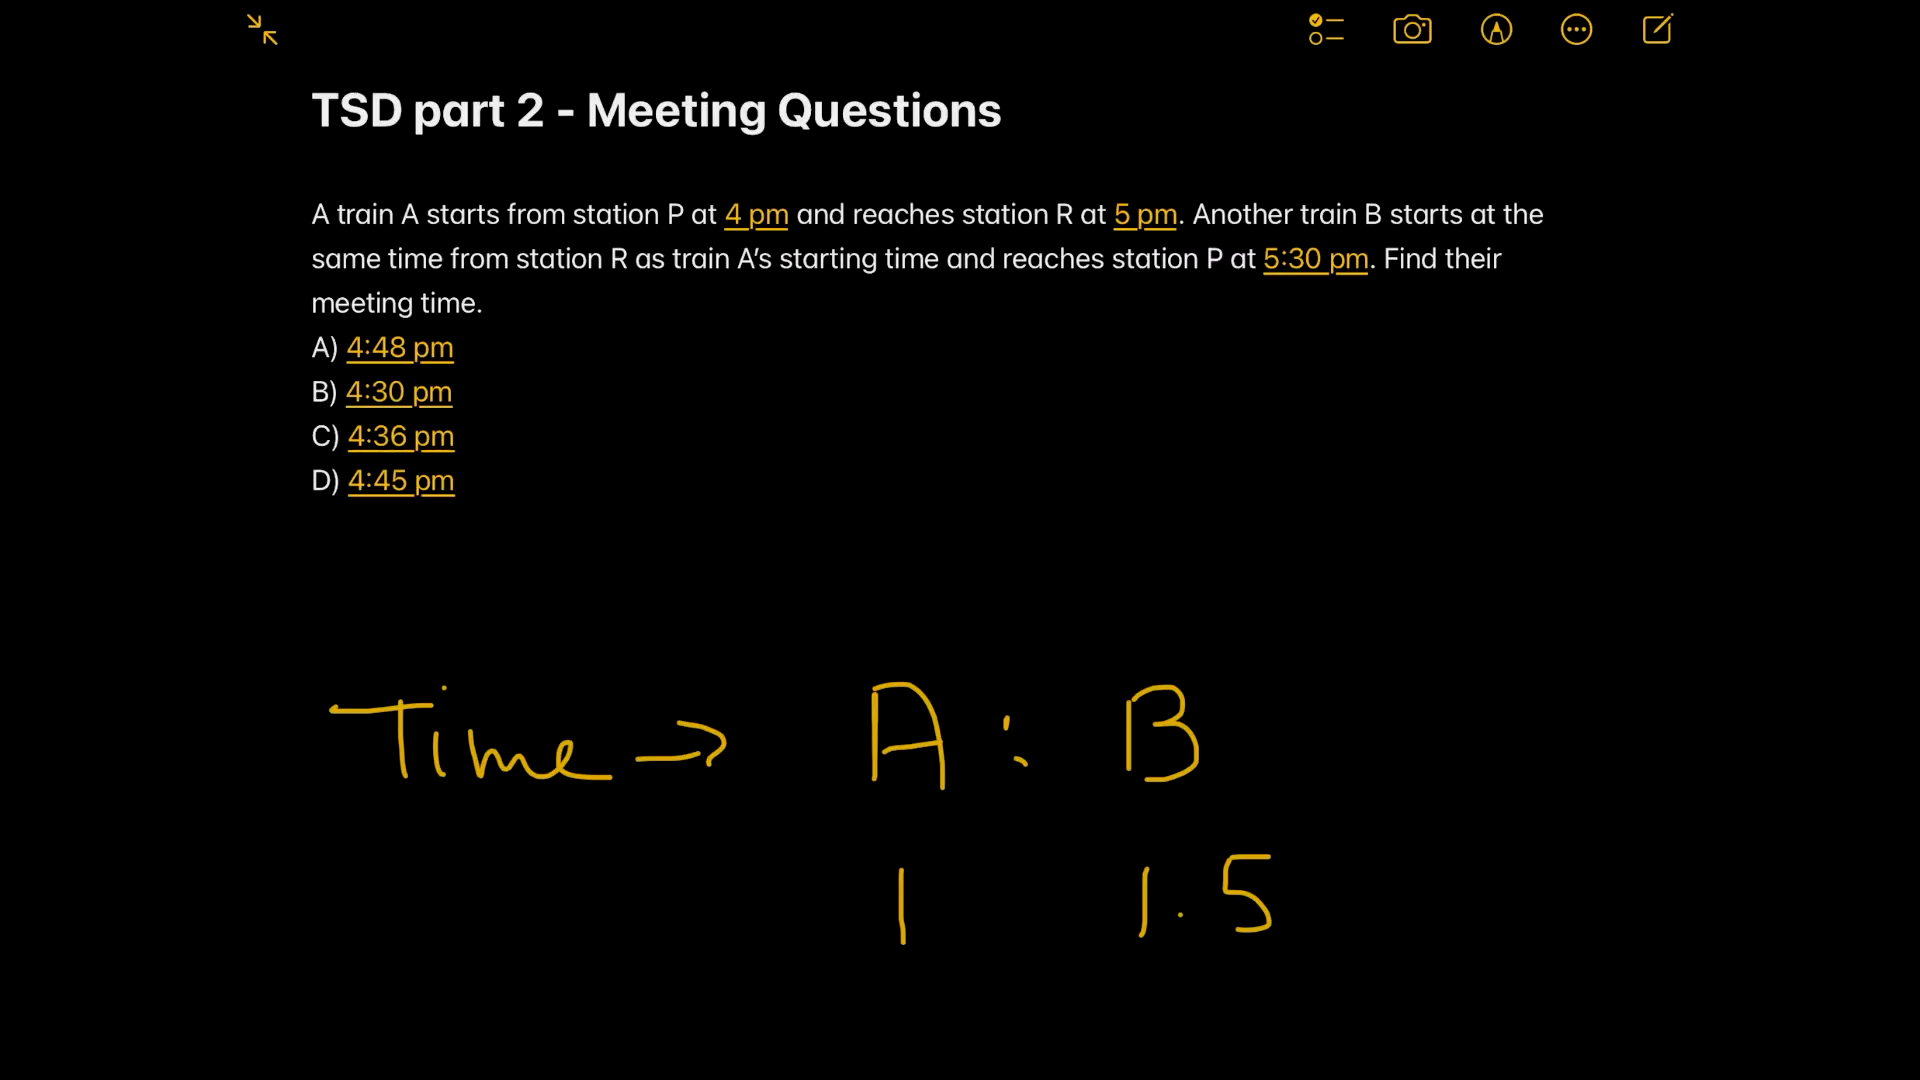 TSD part 2 - Meeting Questions
A train A starts from station P at 4 pm and reaches station R at 5 pm. Another train B starts at the
same time from station R as train A’s starting time and reaches station P at 5:30 pm. Find their
meeting time.
A) 4:48 pm
B) 4:30 pm
C) 4:36 pm
D) 4:45 pm
Time → A : B
1 1.5